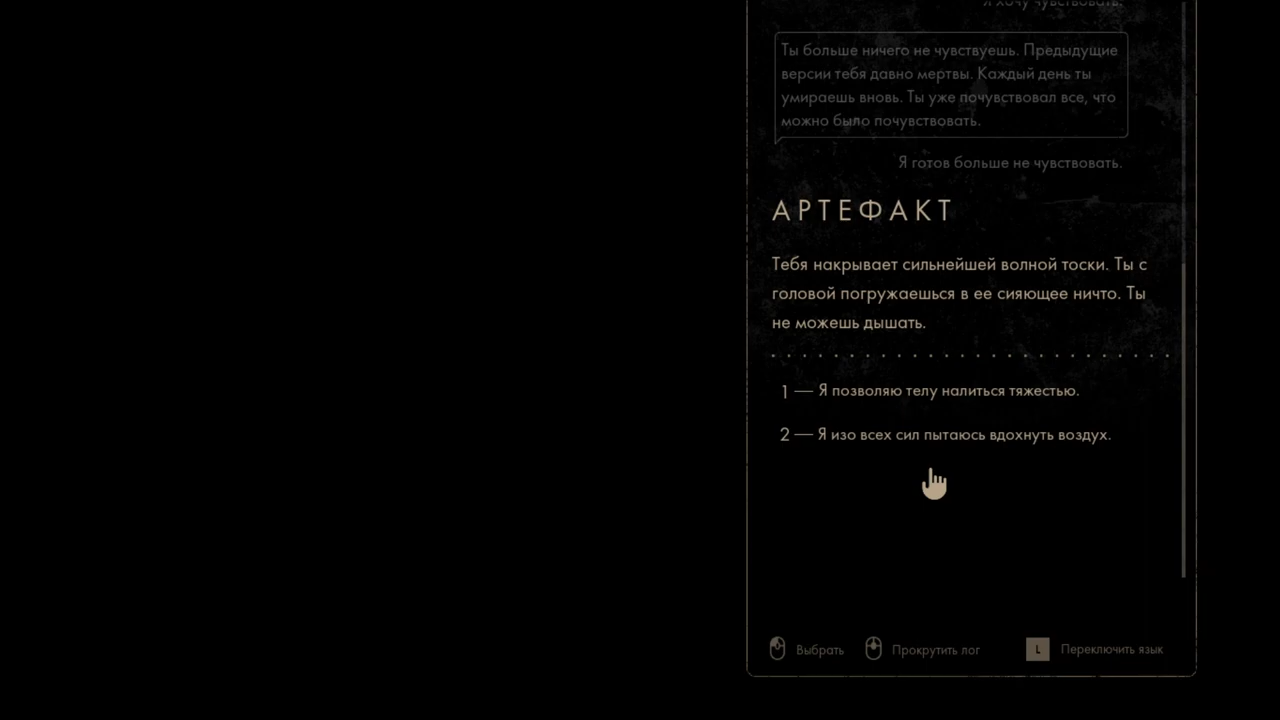 Я хочу чувствовать.
Ты больше ничего не чувствуешь. Предыдущие
версии тебя давно мертвы. Каждый день ты
умираешь вновь. Ты уже почувствовал все, что
можно было почувствовать.
Я готов больше не чувствовать.
АРТЕФАКТ
Тебя накрывает сильнейшей волной тоски. Ты с
головой погружаешься в ее сияющее ничто. Ты
не можешь дышать.
1 — Я позволяю телу налиться тяжестью.
2 — Я изо всех сил пытаюсь вдохнуть воздух.
Выбрать Прокрутить лог L Переключить язык